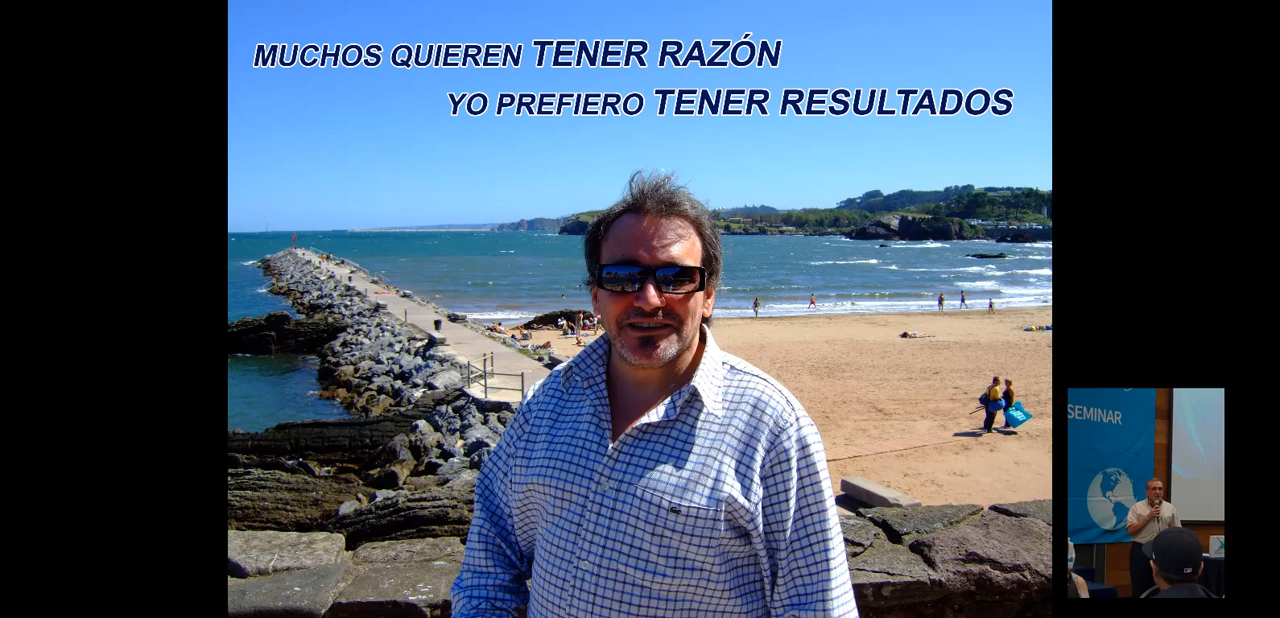 MUCHOS QUIEREN TENER RAZÓN
YO PREFIERO TENER RESULTADOS
SEMINAR